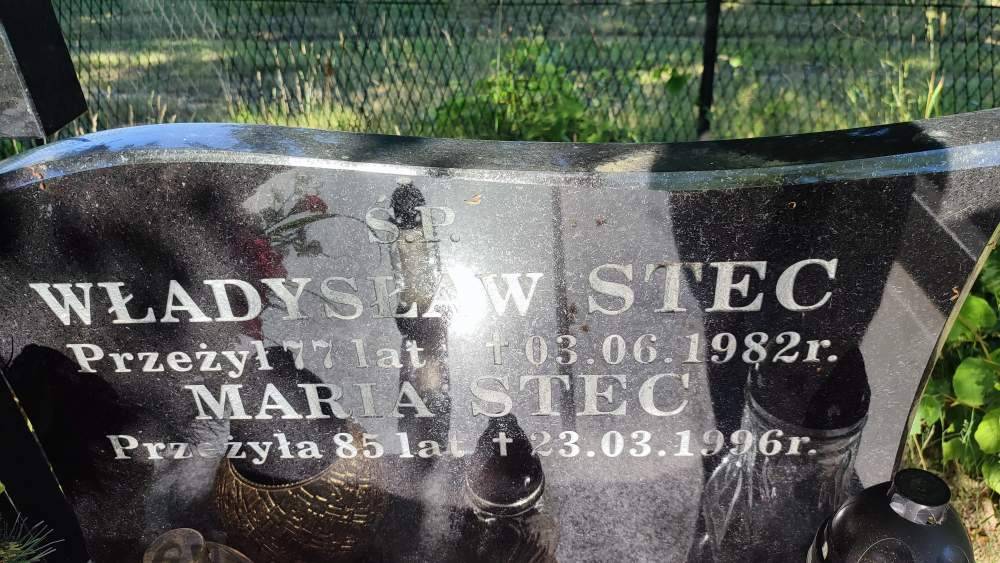 Ś.P.
WŁADYSŁAW STEC
Przeżył 77 lat † 03.06.1982r.
MARIA STEC
Przeżyła 85 lat † 23.03.1996r.